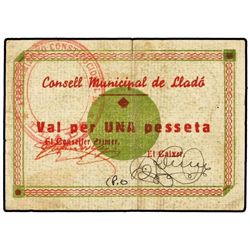 Consell Municipal de Lladó
Val per UNA pesseta
El Conseller primer,
El Caixer,
P.O